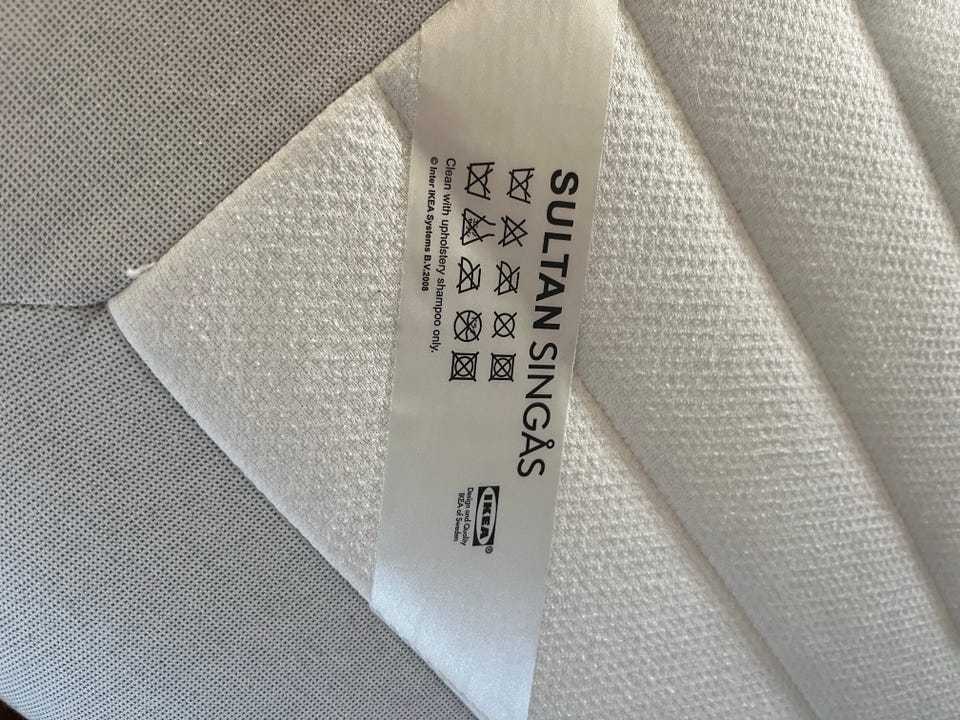 SULTAN SINGÅS
Clean with upholstery shampoo only.
© Inter IKEA Systems B.V.2008
IKEA®
Design and Quality
IKEA of Sweden